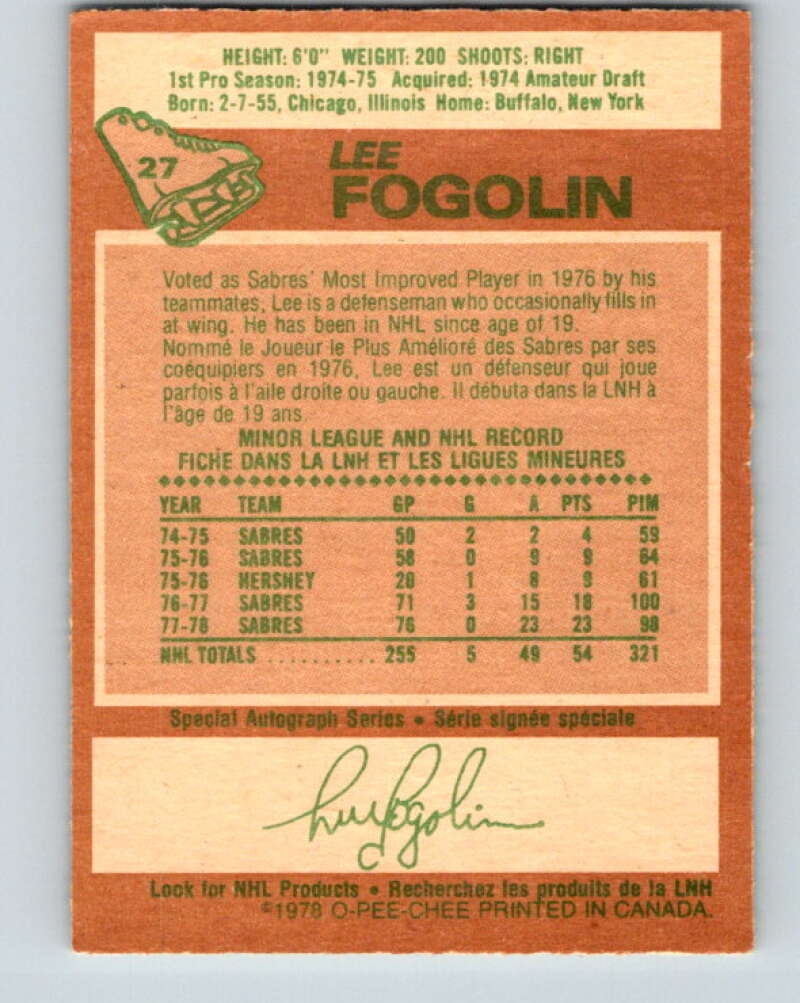 HEIGHT: 6'0" WEIGHT: 200 SHOOTS: RIGHT
1st Pro Season: 1974-75 Acquired: 1974 Amateur Draft
Born: 2-7-55, Chicago, Illinois Home: Buffalo, New York
27
LEE
FOGOLIN
Voted as Sabres' Most Improved Player in 1976 by his
teammates, Lee is a defenseman who occasionally fills in
at wing. He has been in NHL since age of 19.
Nommé le Joueur le Plus Amélioré des Sabres par ses
coéquipiers en 1976, Lee est un défenseur qui joue
parfois à l'aile droite ou gauche. Il débuta dans la LNH à
l'âge de 19 ans.
MINOR LEAGUE AND NHL RECORD
FICHE DANS LA LNH ET LES LIGUES MINEURES
YEAR TEAM GP G A PTS PIM
74-75 SABRES 50 2 2 4 59
75-76 SABRES 58 0 9 9 64
75-76 HERSHEY 20 1 8 9 61
76-77 SABRES 71 3 15 18 100
77-78 SABRES 76 0 23 23 98
NHL TOTALS .......... 255 5 49 54 321
Special Autograph Series • Série signée spéciale
Lee Fogolin
Look for NHL Products • Recherchez les produits de la LNH
©1978 O-PEE-CHEE PRINTED IN CANADA.